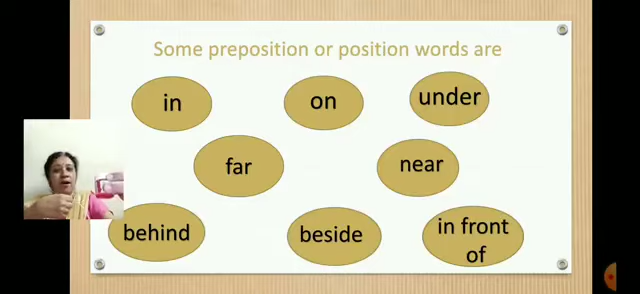 Some preposition or position words are
in
on
under
far
near
behind
beside
in front
of